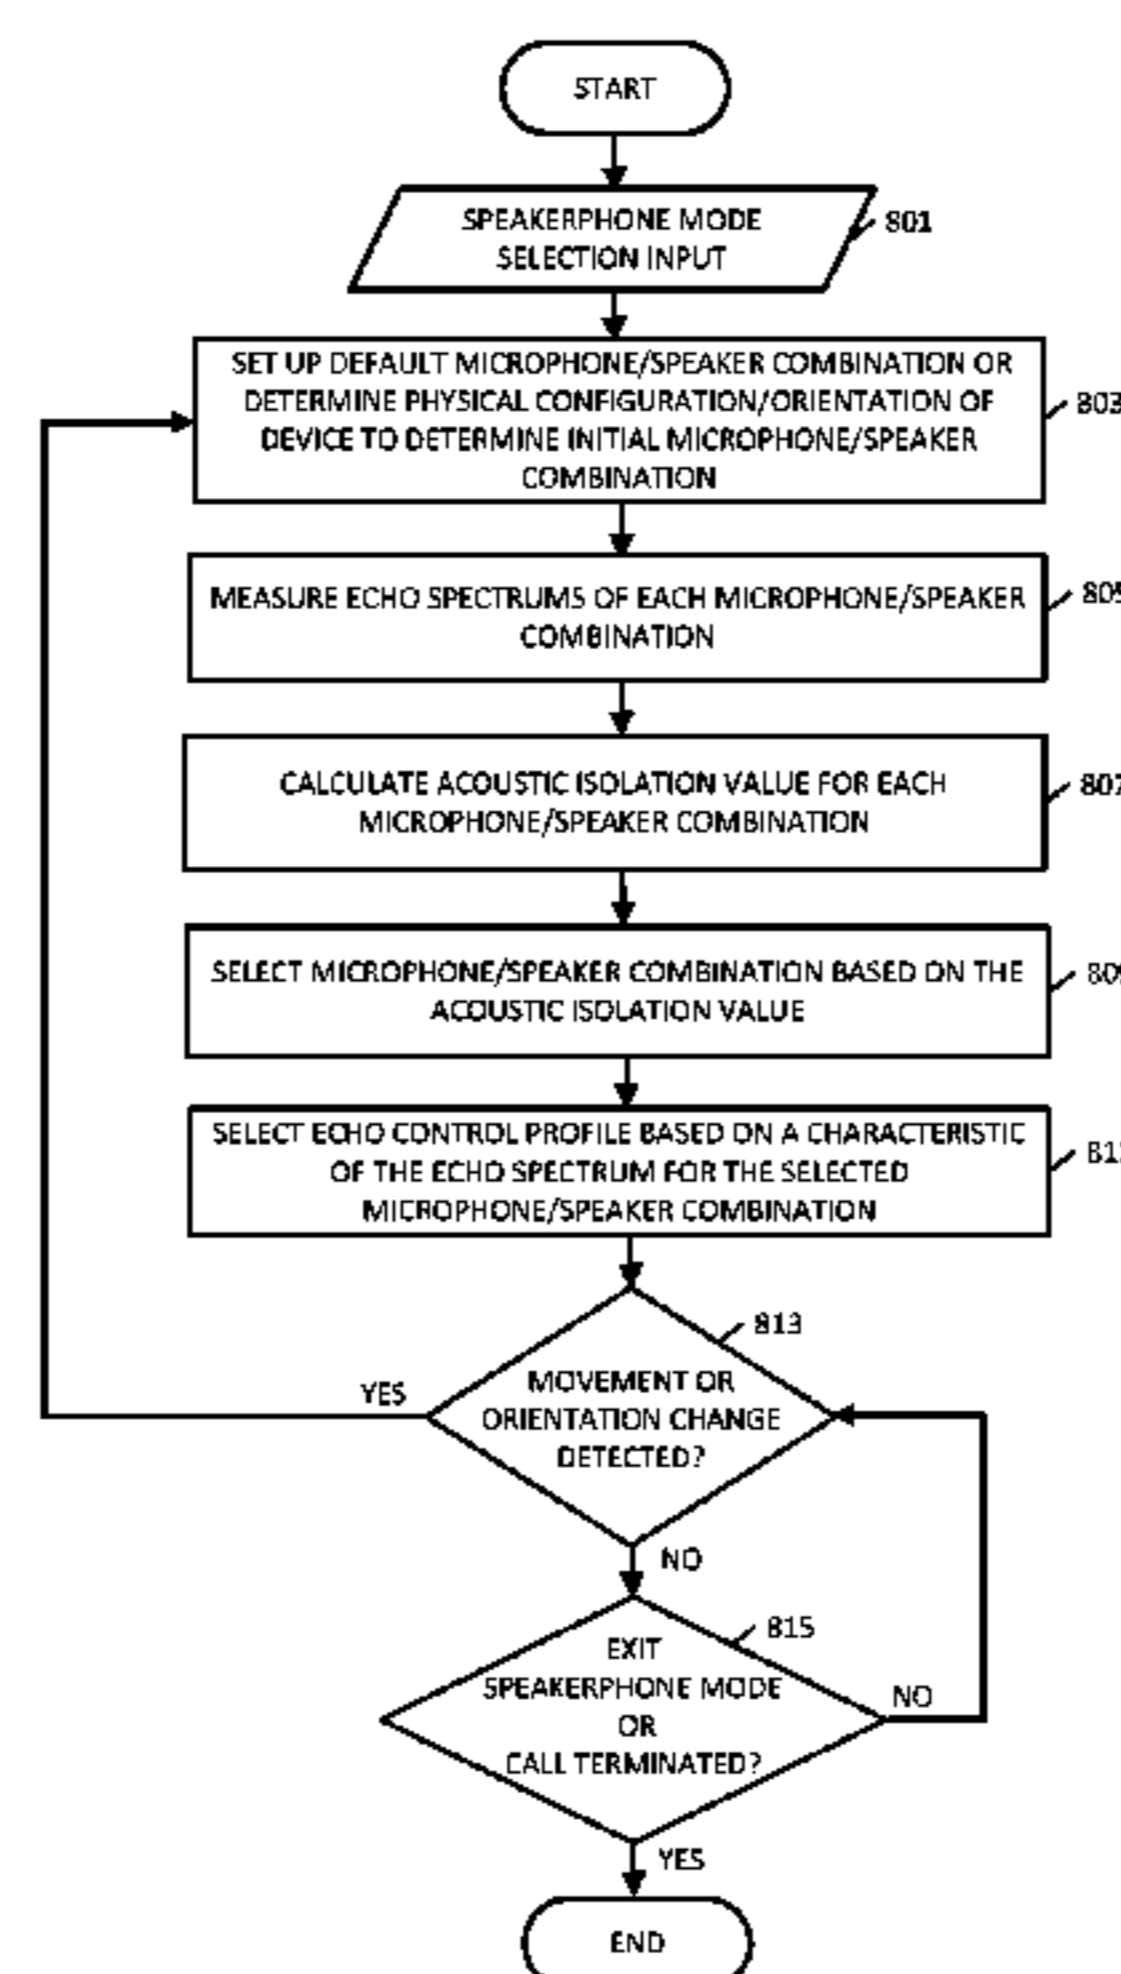 START
SPEAKERPHONE MODE
SELECTION INPUT
801
SET UP DEFAULT MICROPHONE/SPEAKER COMBINATION OR
DETERMINE PHYSICAL CONFIGURATION/ORIENTATION OF
DEVICE TO DETERMINE INITIAL MICROPHONE/SPEAKER
COMBINATION
803
MEASURE ECHO SPECTRUMS OF EACH MICROPHONE/SPEAKER
COMBINATION
805
CALCULATE ACOUSTIC ISOLATION VALUE FOR EACH
MICROPHONE/SPEAKER COMBINATION
807
SELECT MICROPHONE/SPEAKER COMBINATION BASED ON THE
ACOUSTIC ISOLATION VALUE
SELECT ECHO CONTROL PROFILE BASED ON A CHARACTERISTIC
OF THE ECHO SPECTRUM FOR THE SELECTED
MICROPHONE/SPEAKER COMBINATION
813
YES
MOVEMENT OR
ORIENTATION CHANGE
DETECTED?
NO
815
EXIT
SPEAKERPHONE MODE
OR
CALL TERMINATED?
NO
YES
END